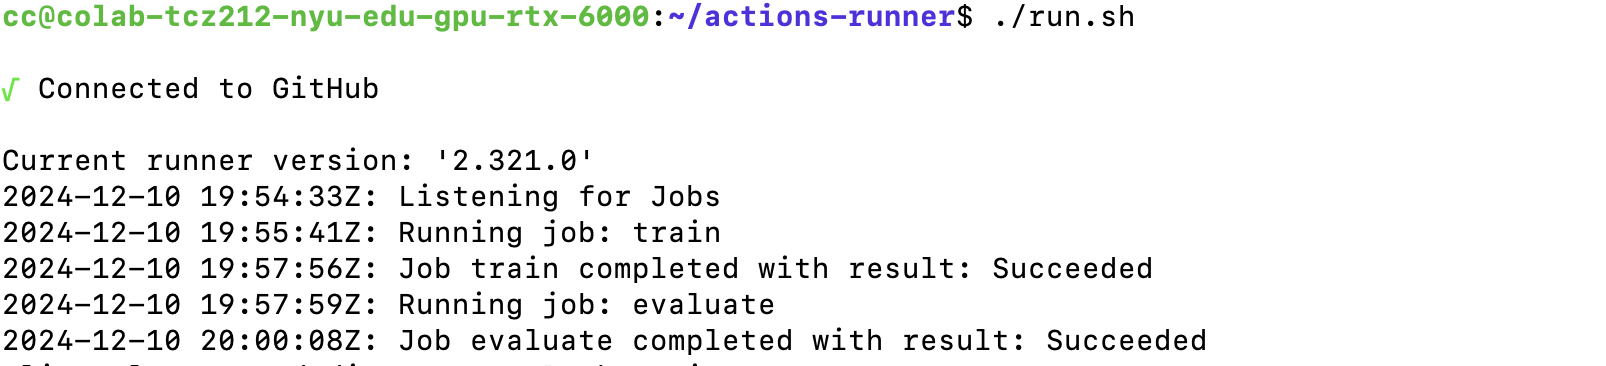 cc@colab-tcz212-nyu-edu-gpu-rtx-6000:~/actions-runner$ ./run.sh
√ Connected to GitHub
Current runner version: '2.321.0'
2024-12-10 19:54:33Z: Listening for Jobs
2024-12-10 19:55:41Z: Running job: train
2024-12-10 19:57:56Z: Job train completed with result: Succeeded
2024-12-10 19:57:59Z: Running job: evaluate
2024-12-10 20:00:08Z: Job evaluate completed with result: Succeeded